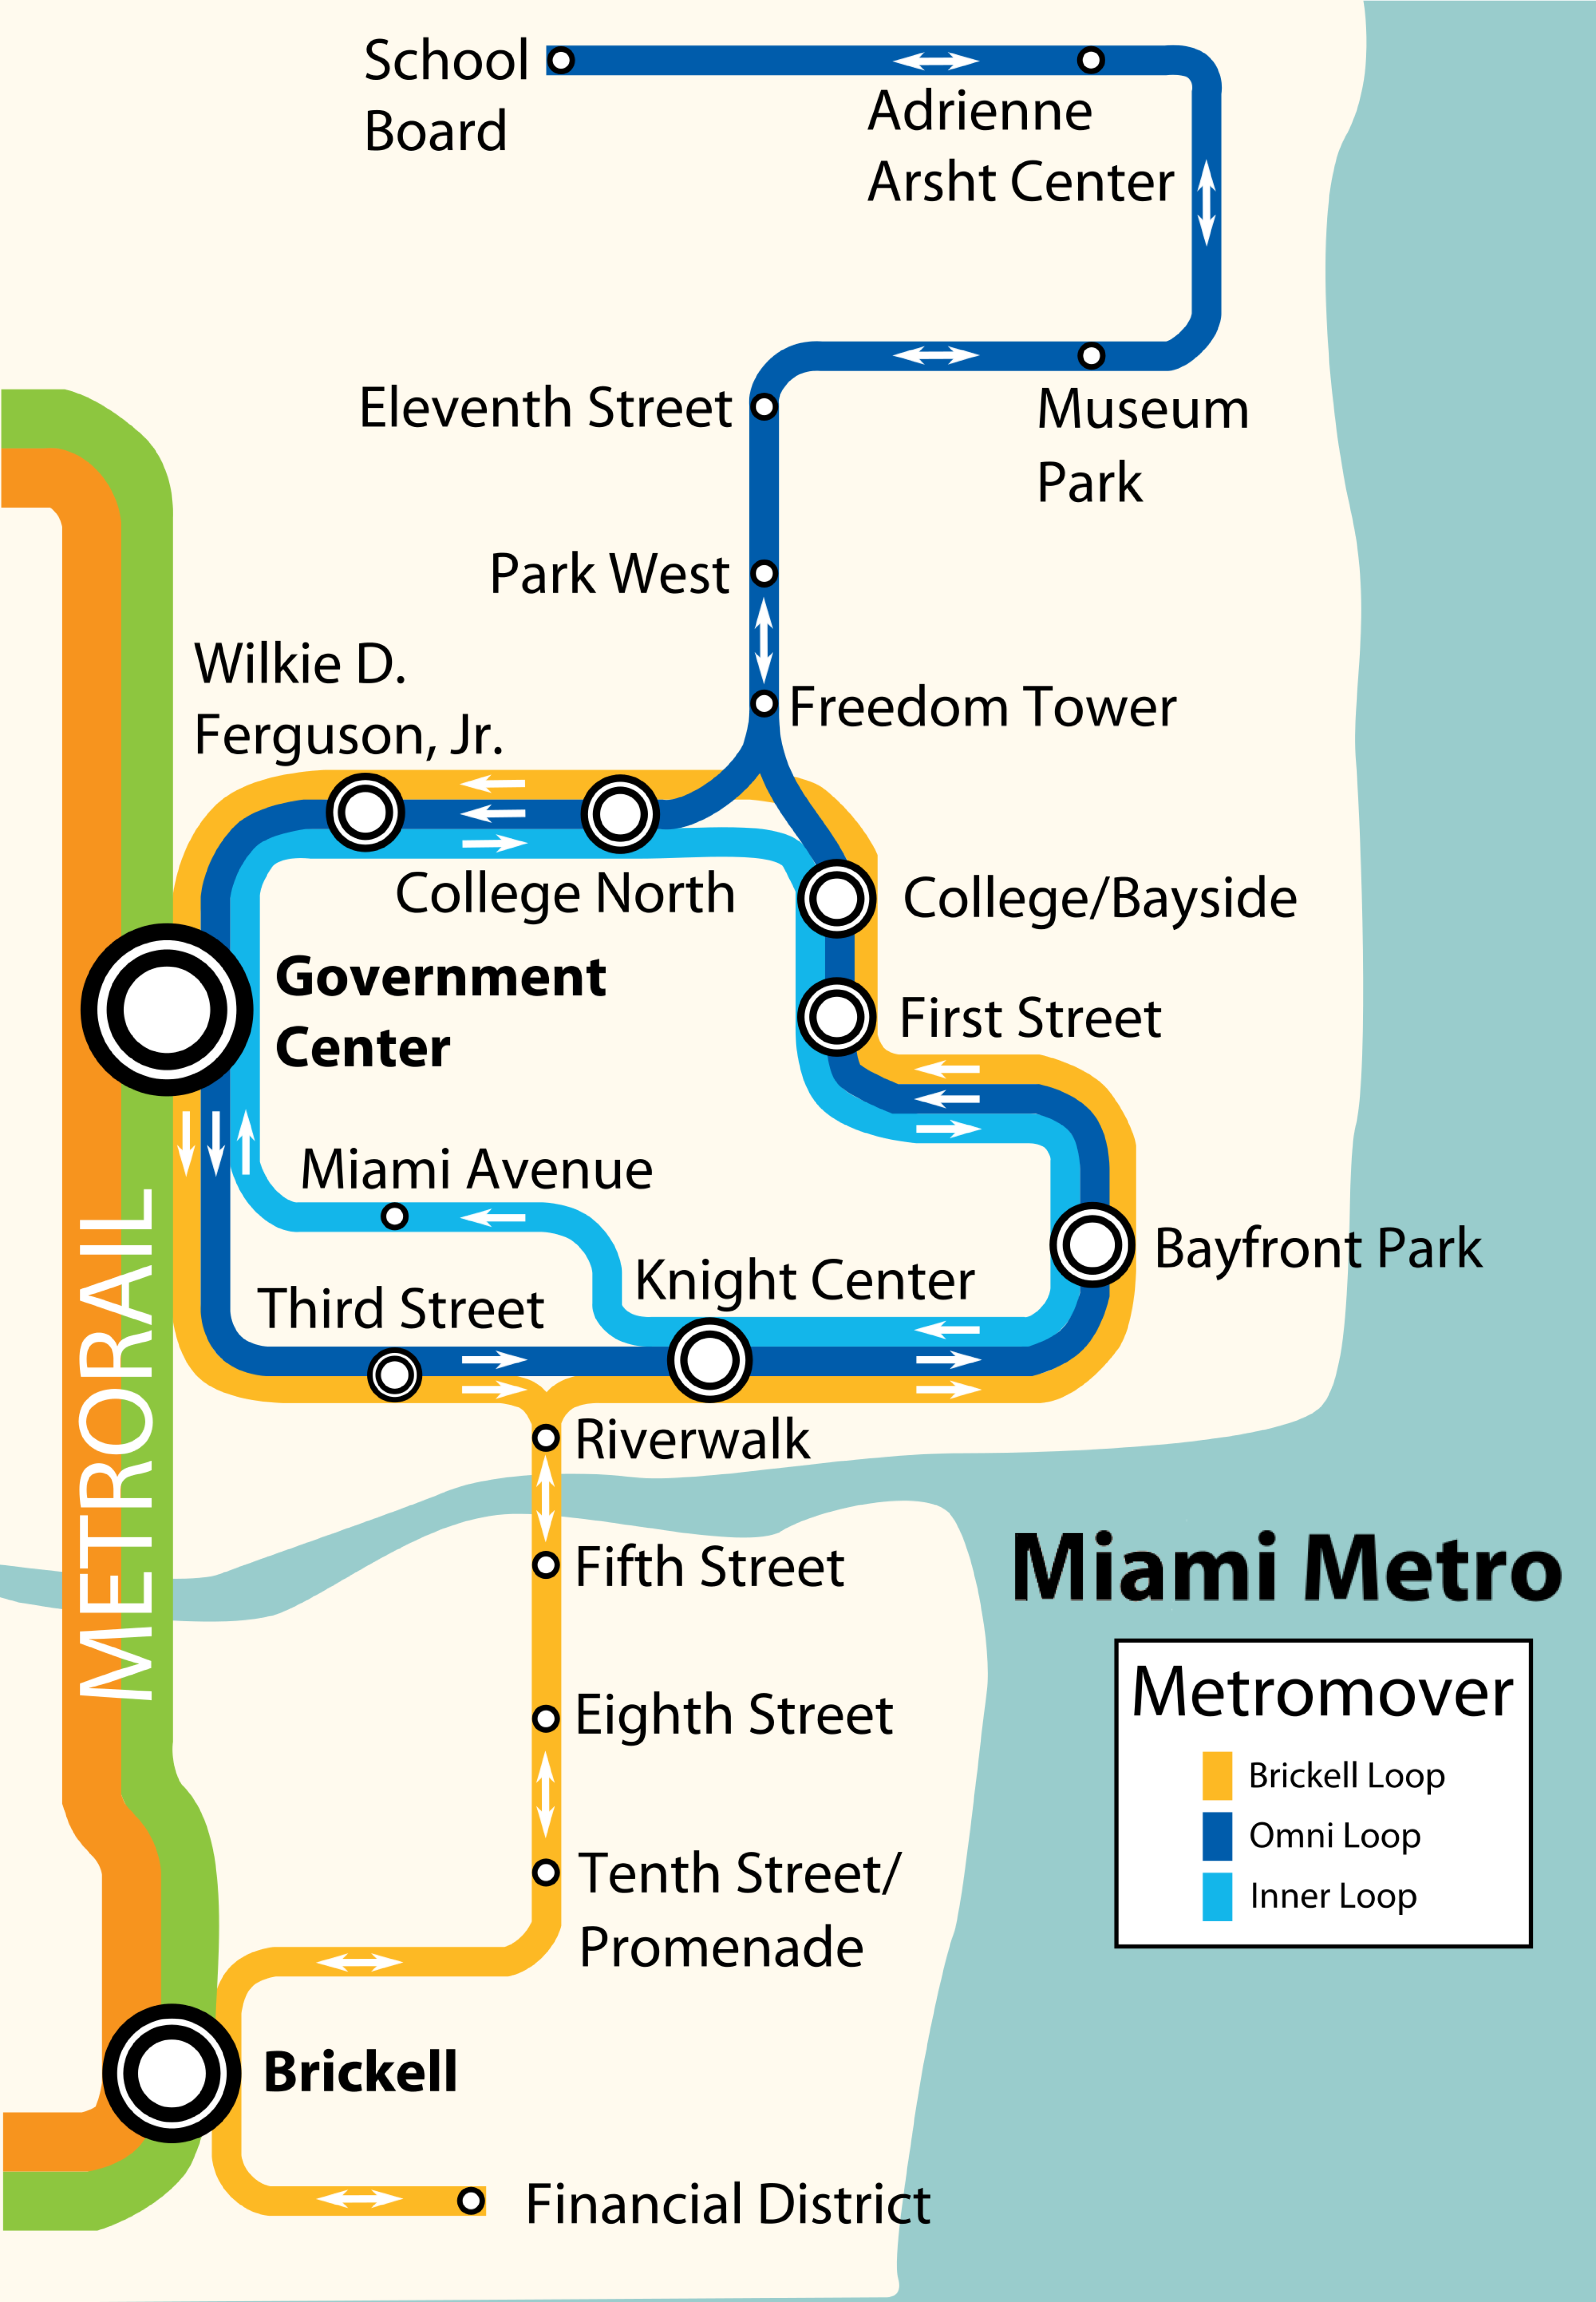 School
Board
Adrienne
Arsht Center
Eleventh Street
Museum
Park
Park West
Wilkie D.
Ferguson, Jr.
Freedom Tower
College North
College/Bayside
Government
Center
First Street
Miami Avenue
Knight Center
Bayfront Park
Third Street
METRORAIL
Riverwalk
Fifth Street
Eighth Street
Tenth Street/
Promenade
Brickell
Financial District
Miami Metro
Metromover
Brickell Loop
Omni Loop
Inner Loop